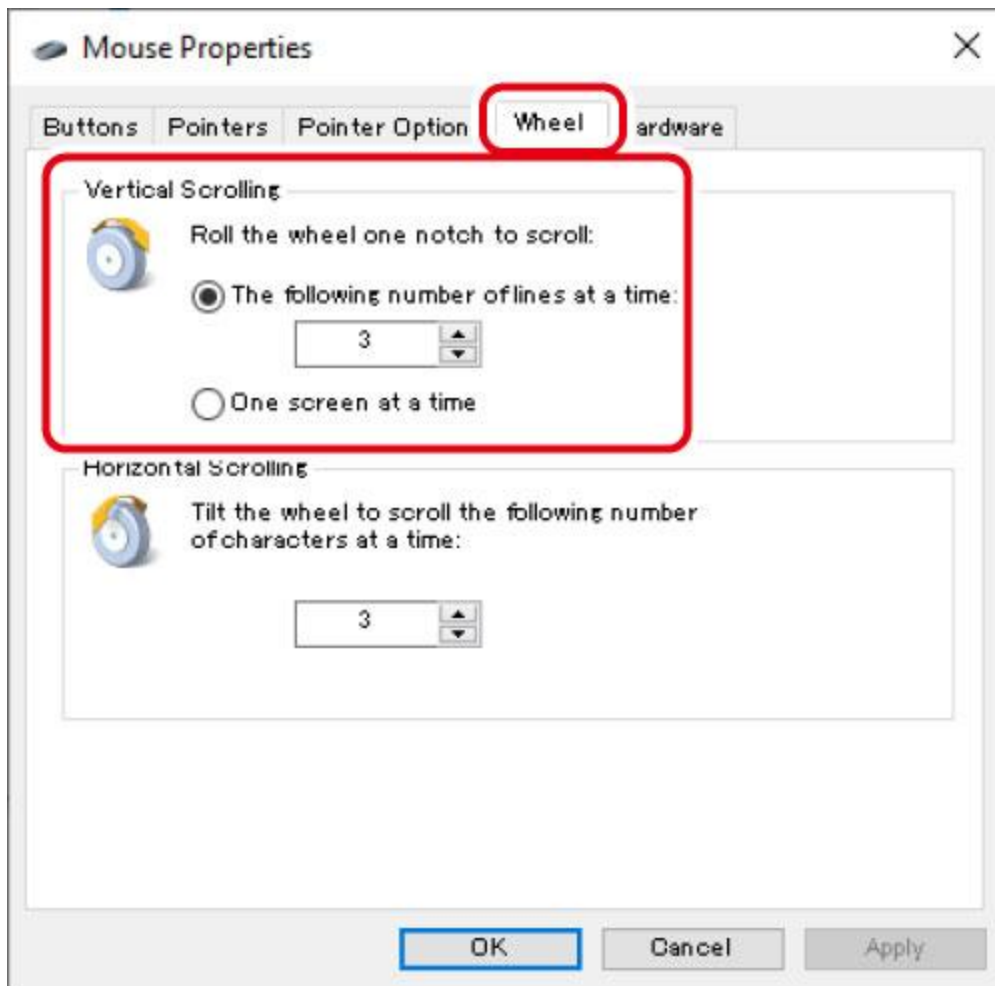 Mouse Properties
Buttons Pointers Pointer Option Wheel ardware
Vertical Scrolling
Roll the wheel one notch to scroll:
The following number of lines at a time:
3
One screen at a time
Horizontal Scrolling
Tilt the wheel to scroll the following number
of characters at a time:
3
OK Cancel Apply